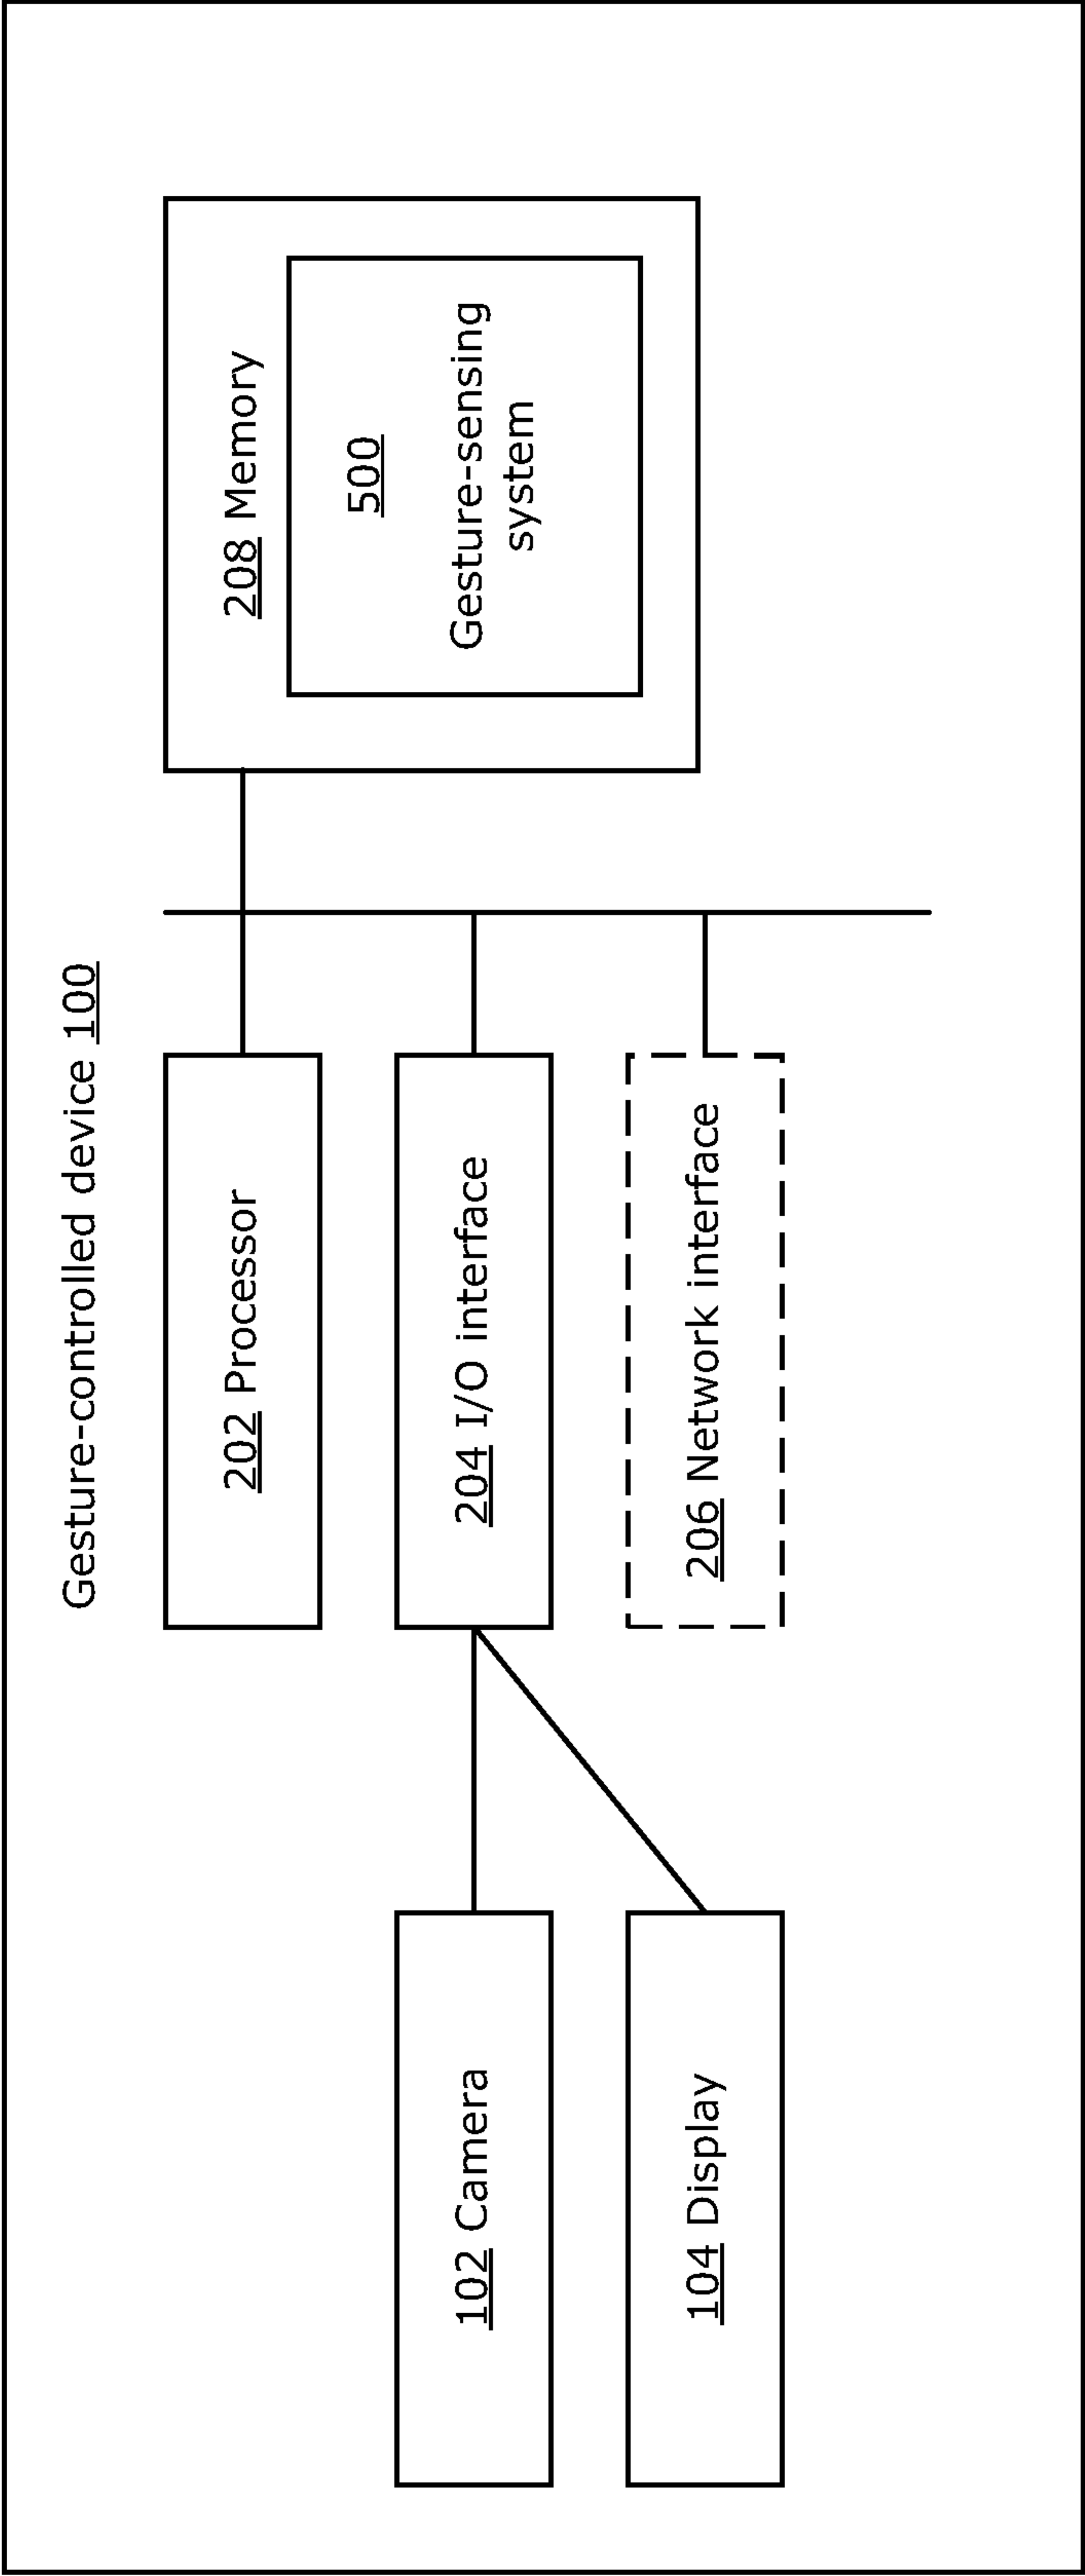 Gesture-controlled device 100
202 Processor
208 Memory
500
Gesture-sensing
system
102 Camera
204 I/O interface
104 Display
206 Network interface